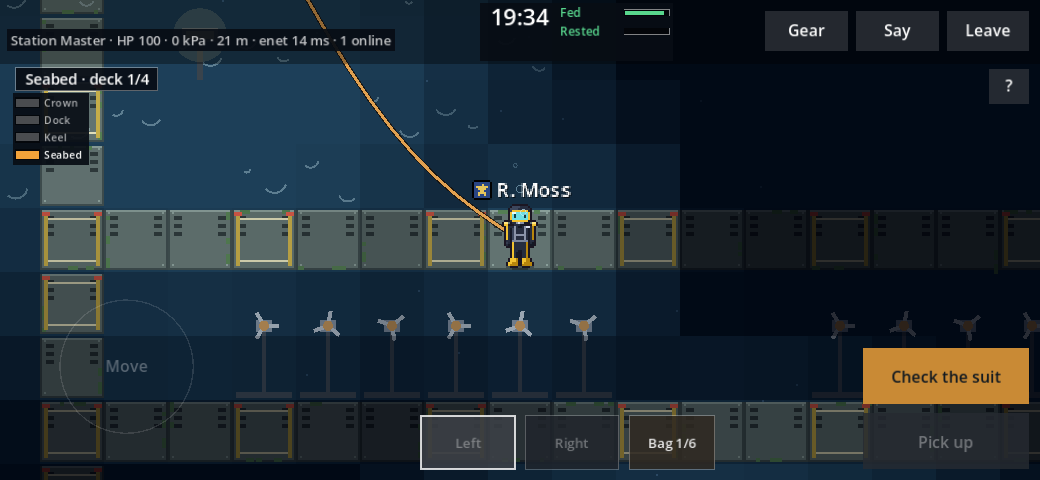 19:34
Fed
Rested
Gear
Say
Leave
Station Master · HP 100 · 0 kPa · 21 m · enet 14 ms · 1 online
Seabed · deck 1/4
?
Crown
Dock
Keel
Seabed
R. Moss
Move
Check the suit
Left
Right
Bag 1/6
Pick up